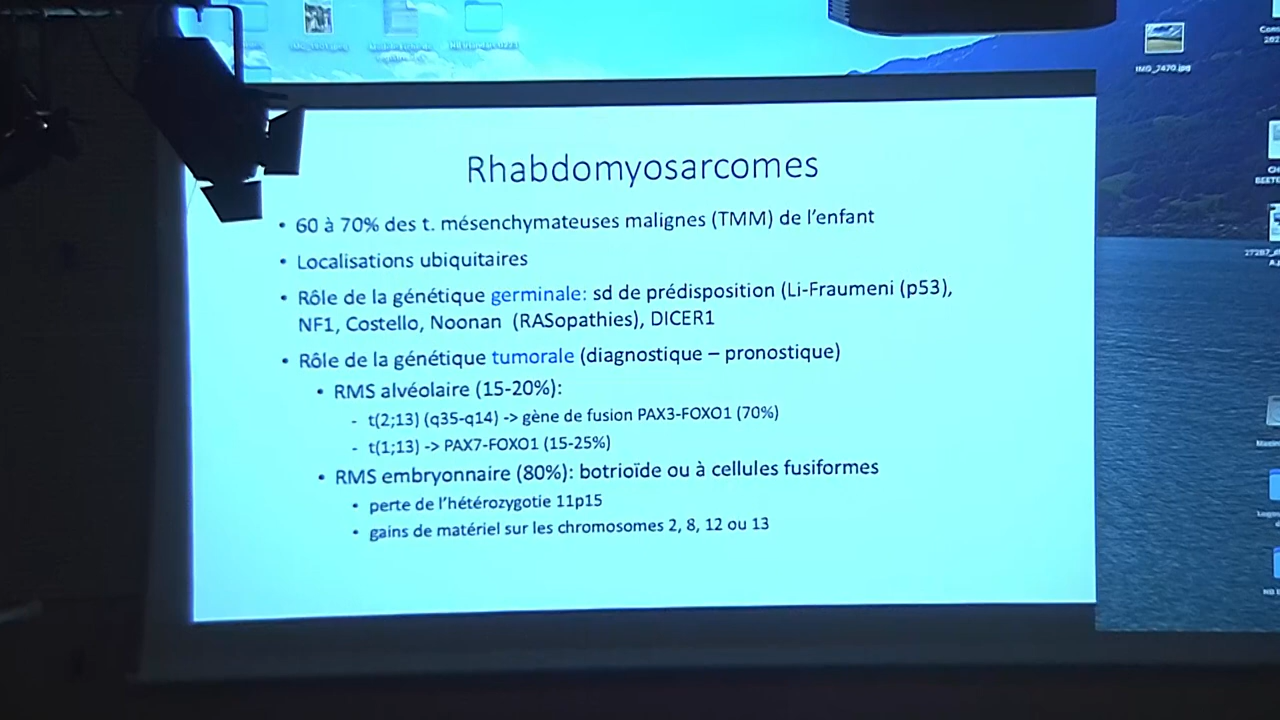 IMG_7470.jpg
Rhabdomyosarcomes
• 60 à 70% des t. mésenchymateuses malignes (TMM) de l'enfant
• Localisations ubiquitaires
• Rôle de la génétique germinale: sd de prédisposition (Li-Fraumeni (p53),
NF1, Costello, Noonan (RASopathies), DICER1
• Rôle de la génétique tumorale (diagnostique – pronostique)
• RMS alvéolaire (15-20%):
- t(2;13) (q35-q14) -> gène de fusion PAX3-FOXO1 (70%)
- t(1;13) -> PAX7-FOXO1 (15-25%)
• RMS embryonnaire (80%): botrioïde ou à cellules fusiformes
• perte de l'hétérozygotie 11p15
• gains de matériel sur les chromosomes 2, 8, 12 ou 13